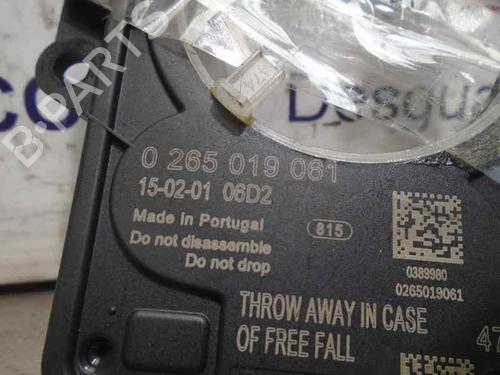 B-PARTS
Desgua
0 265 019 061
15-02-01 06D2
Made in Portugal
815
Do not disassemble
Do not drop
0389980
0265019061
THROW AWAY IN CASE
OF FREE FALL
47